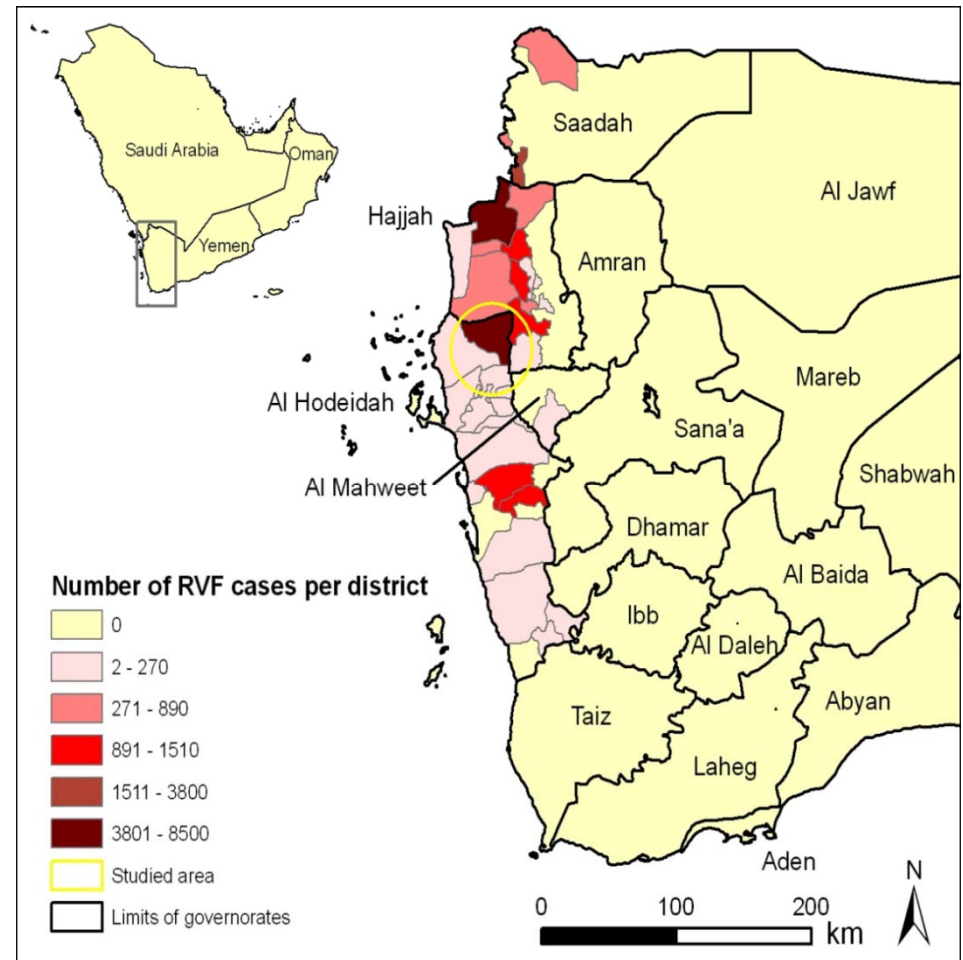 Saudi Arabia
Oman
Yemen
Saadah
Al Jawf
Hajjah
Amran
Mareb
Al Hodeidah
Sana'a
Shabwah
Al Mahweet
Dhamar
Al Baida
Ibb
Al Daleh
Taiz
Abyan
Laheg
Aden
Number of RVF cases per district
0
2 - 270
271 - 890
891 - 1510
1511 - 3800
3801 - 8500
Studied area
Limits of governorates
N
0 100 200
km